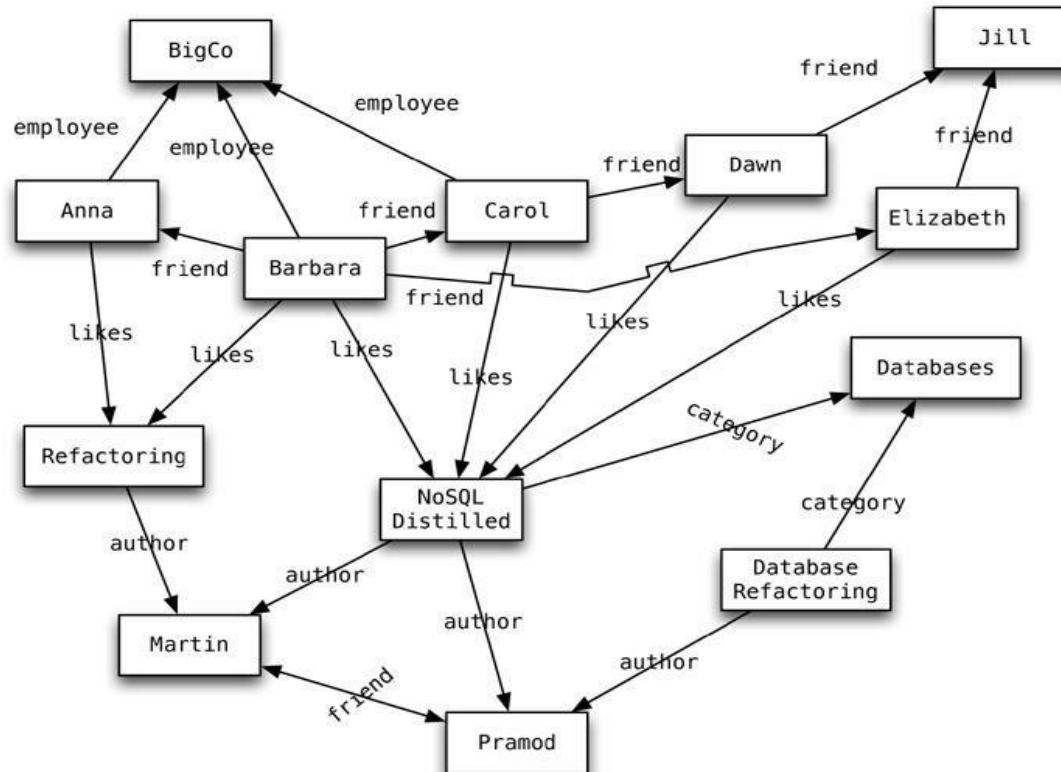 BigCo
Jill
friend
employee
employee
friend
employee
friend
Dawn
Anna
friend
Carol
Elizabeth
friend
Barbara
friend
likes
likes
likes
likes
likes
likes
Databases
category
Refactoring
NoSQL
Distilled
category
author
author
Database
Refactoring
author
Martin
author
friend
Pramod